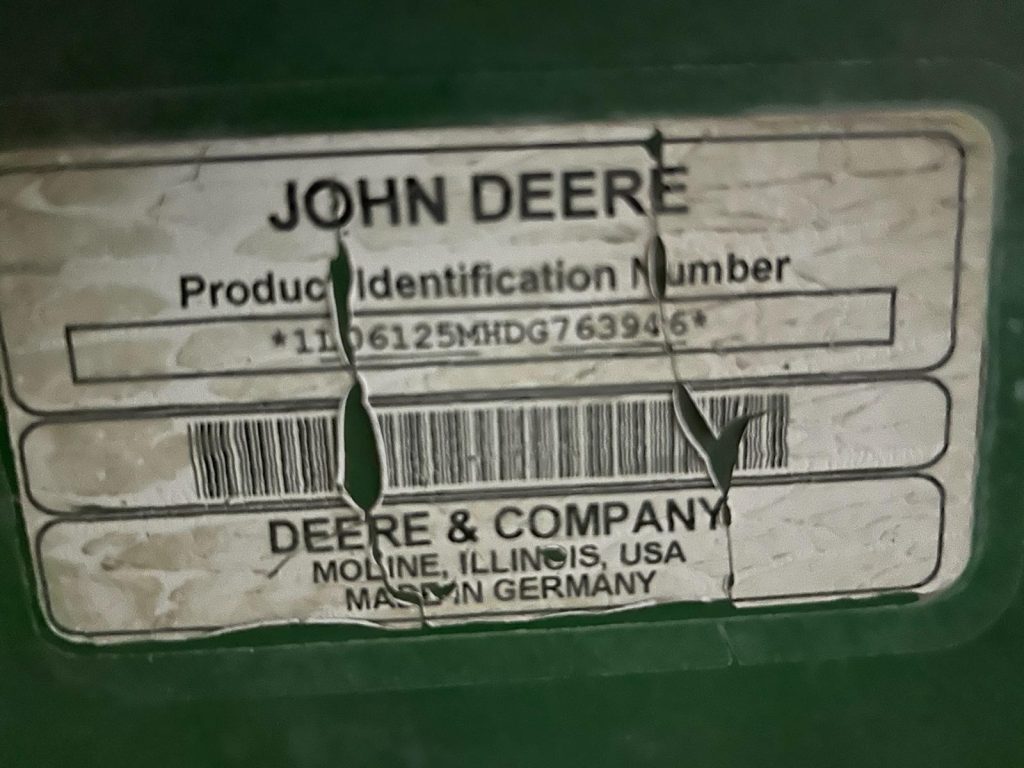 JOHN DEERE
Product Identification Number
*1L06125MHDG763946*
DEERE & COMPANY
MOLINE, ILLINOIS, USA
MADE IN GERMANY